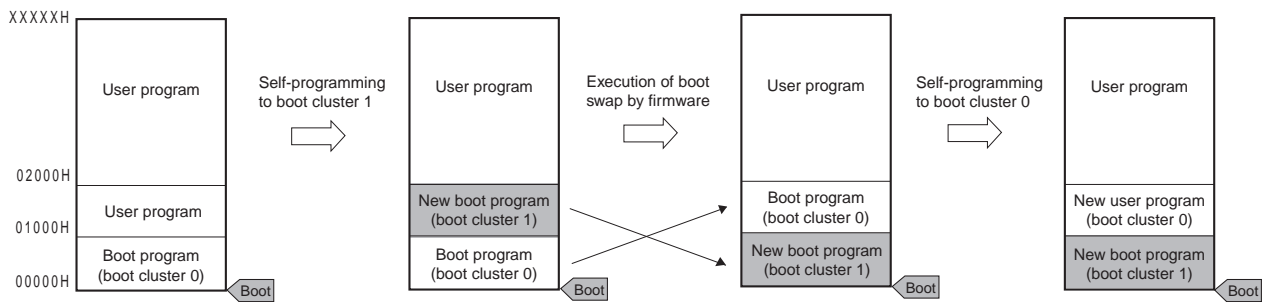 XXXXXH
User program
02000H
User program
01000H
Boot program
(boot cluster 0)
00000H
Boot
Self-programming
to boot cluster 1
User program
New boot program
(boot cluster 1)
Boot program
(boot cluster 0)
Boot
Execution of boot
swap by firmware
User program
Boot program
(boot cluster 0)
New boot program
(boot cluster 1)
Boot
Self-programming
to boot cluster 0
User program
New user program
(boot cluster 0)
New boot program
(boot cluster 1)
Boot